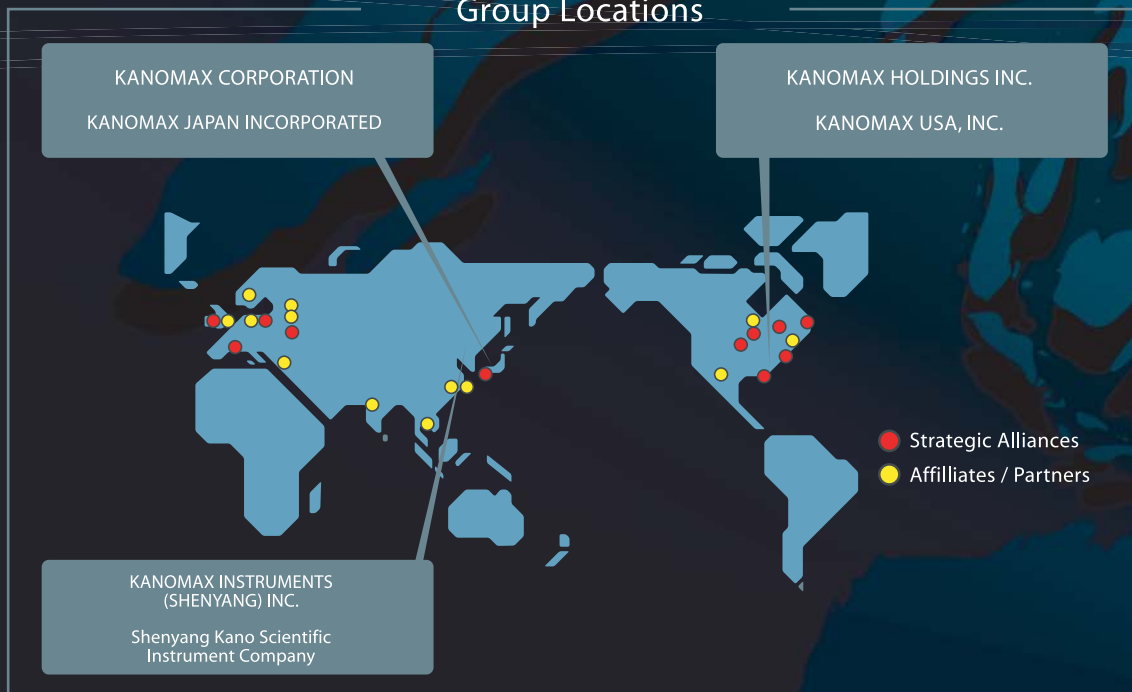 Group Locations
KANOMAX CORPORATION
KANOMAX JAPAN INCORPORATED
KANOMAX HOLDINGS INC.
KANOMAX USA, INC.
Strategic Alliances
Affilliates / Partners
KANOMAX INSTRUMENTS
(SHENYANG) INC.
Shenyang Kano Scientific
Instrument Company